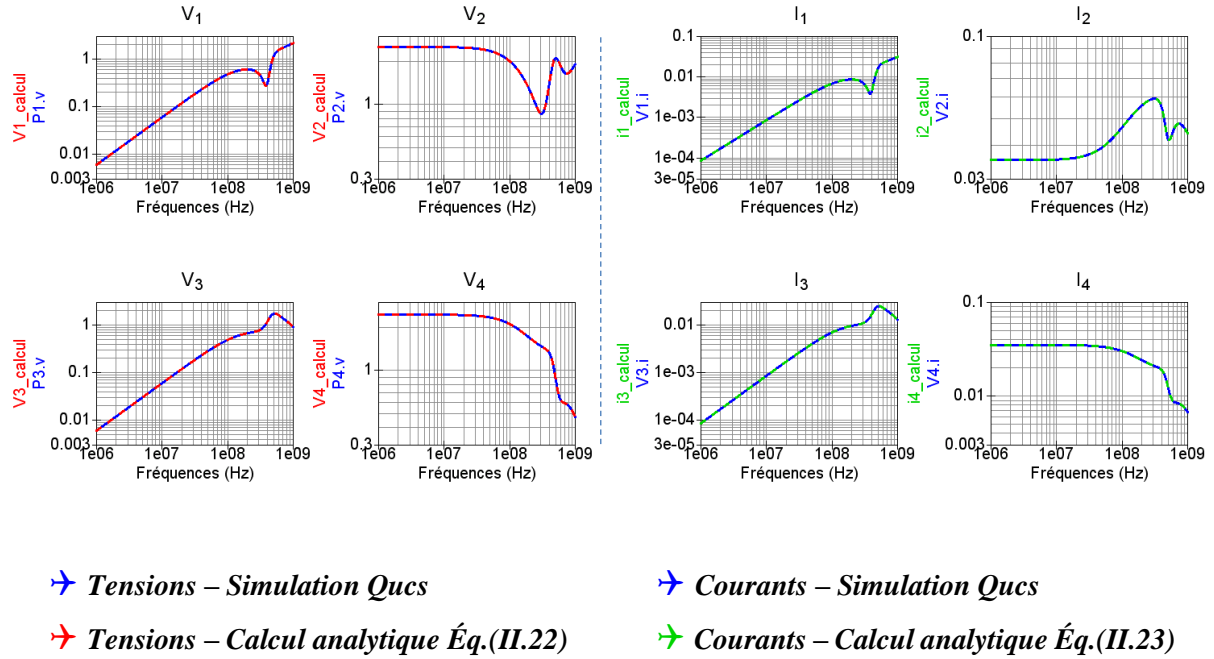 V1
V1_calcul
P1.v
1
0.1
0.01
0.003
1e06 1e07 1e08 1e09
Fréquences (Hz)
V2
V2_calcul
P2.v
1
0.3
1e06 1e07 1e08 1e09
Fréquences (Hz)
I1
i1_calcul
V1.i
0.1
0.01
1e-03
1e-04
3e-05
1e06 1e07 1e08 1e09
Fréquences (Hz)
I2
i2_calcul
V2.i
0.1
0.03
1e06 1e07 1e08 1e09
Fréquences (Hz)
V3
V3_calcul
P3.v
1
0.1
0.01
0.003
1e06 1e07 1e08 1e09
Fréquences (Hz)
V4
V4_calcul
P4.v
1
0.3
1e06 1e07 1e08 1e09
Fréquences (Hz)
I3
i3_calcul
V3.i
0.01
1e-03
1e-04
3e-05
1e06 1e07 1e08 1e09
Fréquences (Hz)
I4
i4_calcul
V4.i
0.1
0.01
0.003
1e06 1e07 1e08 1e09
Fréquences (Hz)
Tensions – Simulation Qucs
Tensions – Calcul analytique Éq.(II.22)
Courants – Simulation Qucs
Courants – Calcul analytique Éq.(II.23)